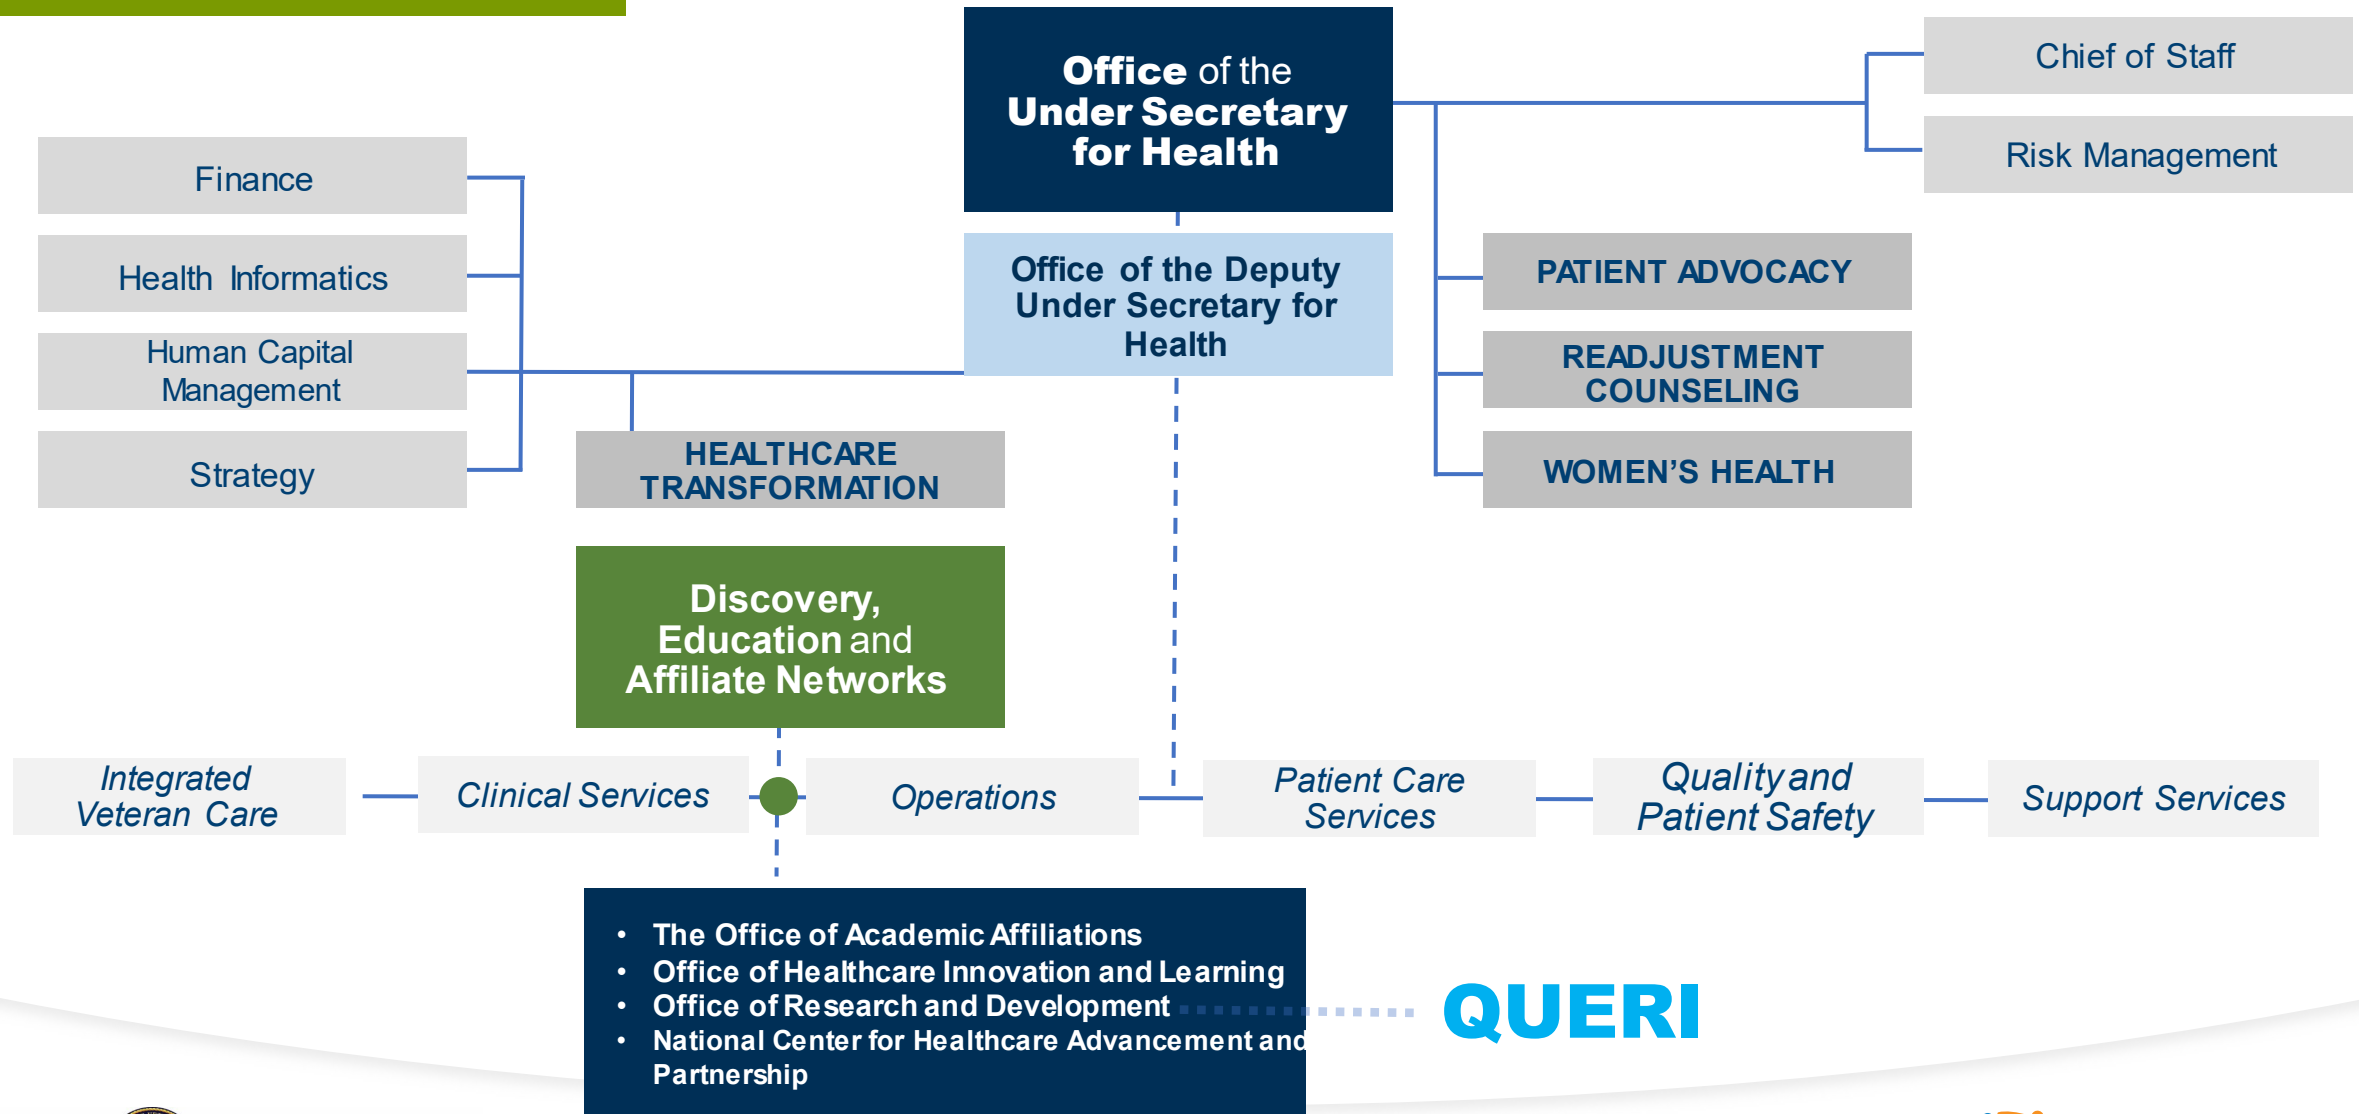 Office of the
Under Secretary
for Health
Chief of Staff
Risk Management
Finance
Health Informatics
Human Capital
Management
Strategy
Office of the Deputy
Under Secretary for
Health
PATIENT ADVOCACY
READJUSTMENT
COUNSELING
WOMEN'S HEALTH
HEALTHCARE
TRANSFORMATION
Discovery,
Education and
Affiliate Networks
Integrated
Veteran Care
Clinical Services
Operations
Patient Care
Services
Quality and
Patient Safety
Support Services
• The Office of Academic Affiliations
• Office of Healthcare Innovation and Learning
• Office of Research and Development
• National Center for Healthcare Advancement and
Partnership
QUERI